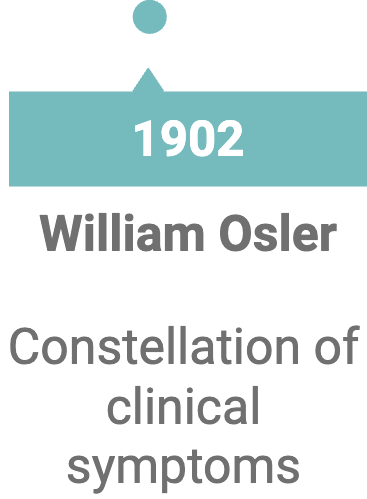 1902
William Osler
Constellation of
clinical
symptoms